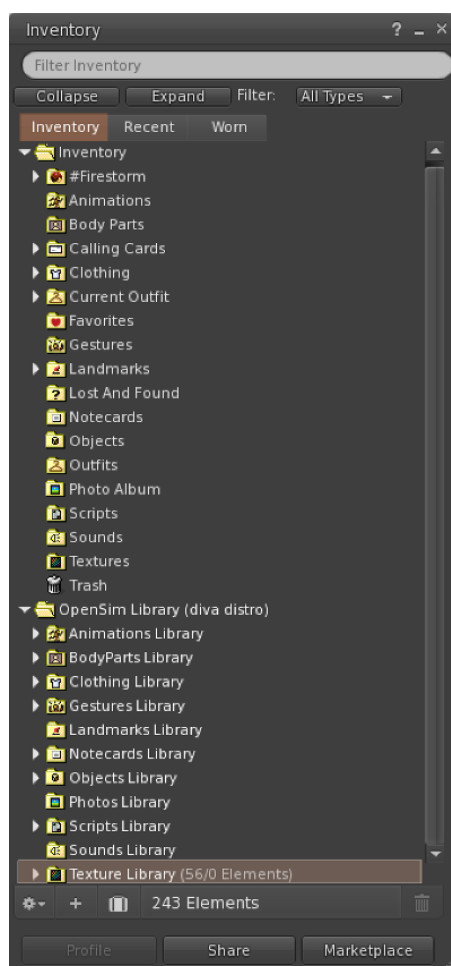 Inventory ? _ ×
Filter Inventory
Collapse Expand Filter: All Types
Inventory Recent Worn
Inventory
#Firestorm
Animations
Body Parts
Calling Cards
Clothing
Current Outfit
Favorites
Gestures
Landmarks
Lost And Found
Notecards
Objects
Outfits
Photo Album
Scripts
Sounds
Textures
Trash
OpenSim Library (diva distro)
Animations Library
BodyParts Library
Clothing Library
Gestures Library
Landmarks Library
Notecards Library
Objects Library
Photos Library
Scripts Library
Sounds Library
Texture Library (56/0 Elements)
+ 243 Elements
Profile Share Marketplace